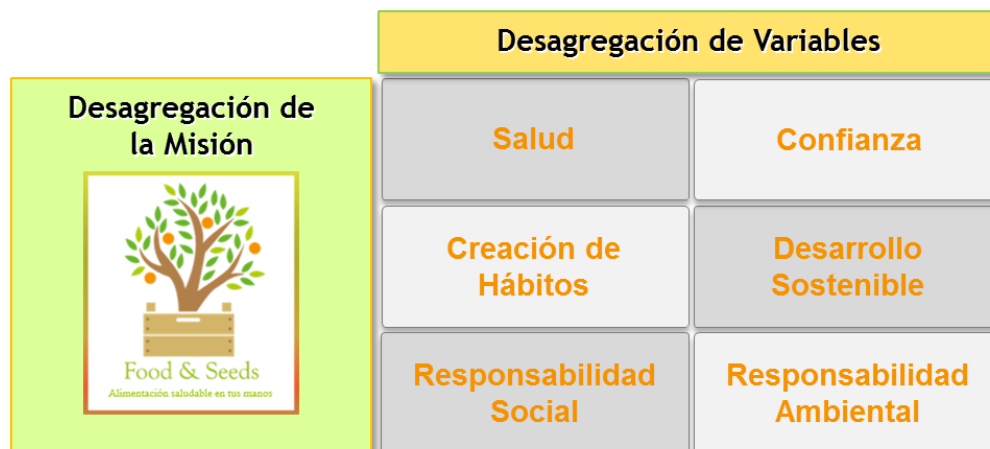 Desagregación de Variables
Desagregación de
la Misión
Salud
Confianza
Creación de
Hábitos
Desarrollo
Sostenible
Food & Seeds
Alimentación saludable en tus manos
Responsabilidad
Social
Responsabilidad
Ambiental